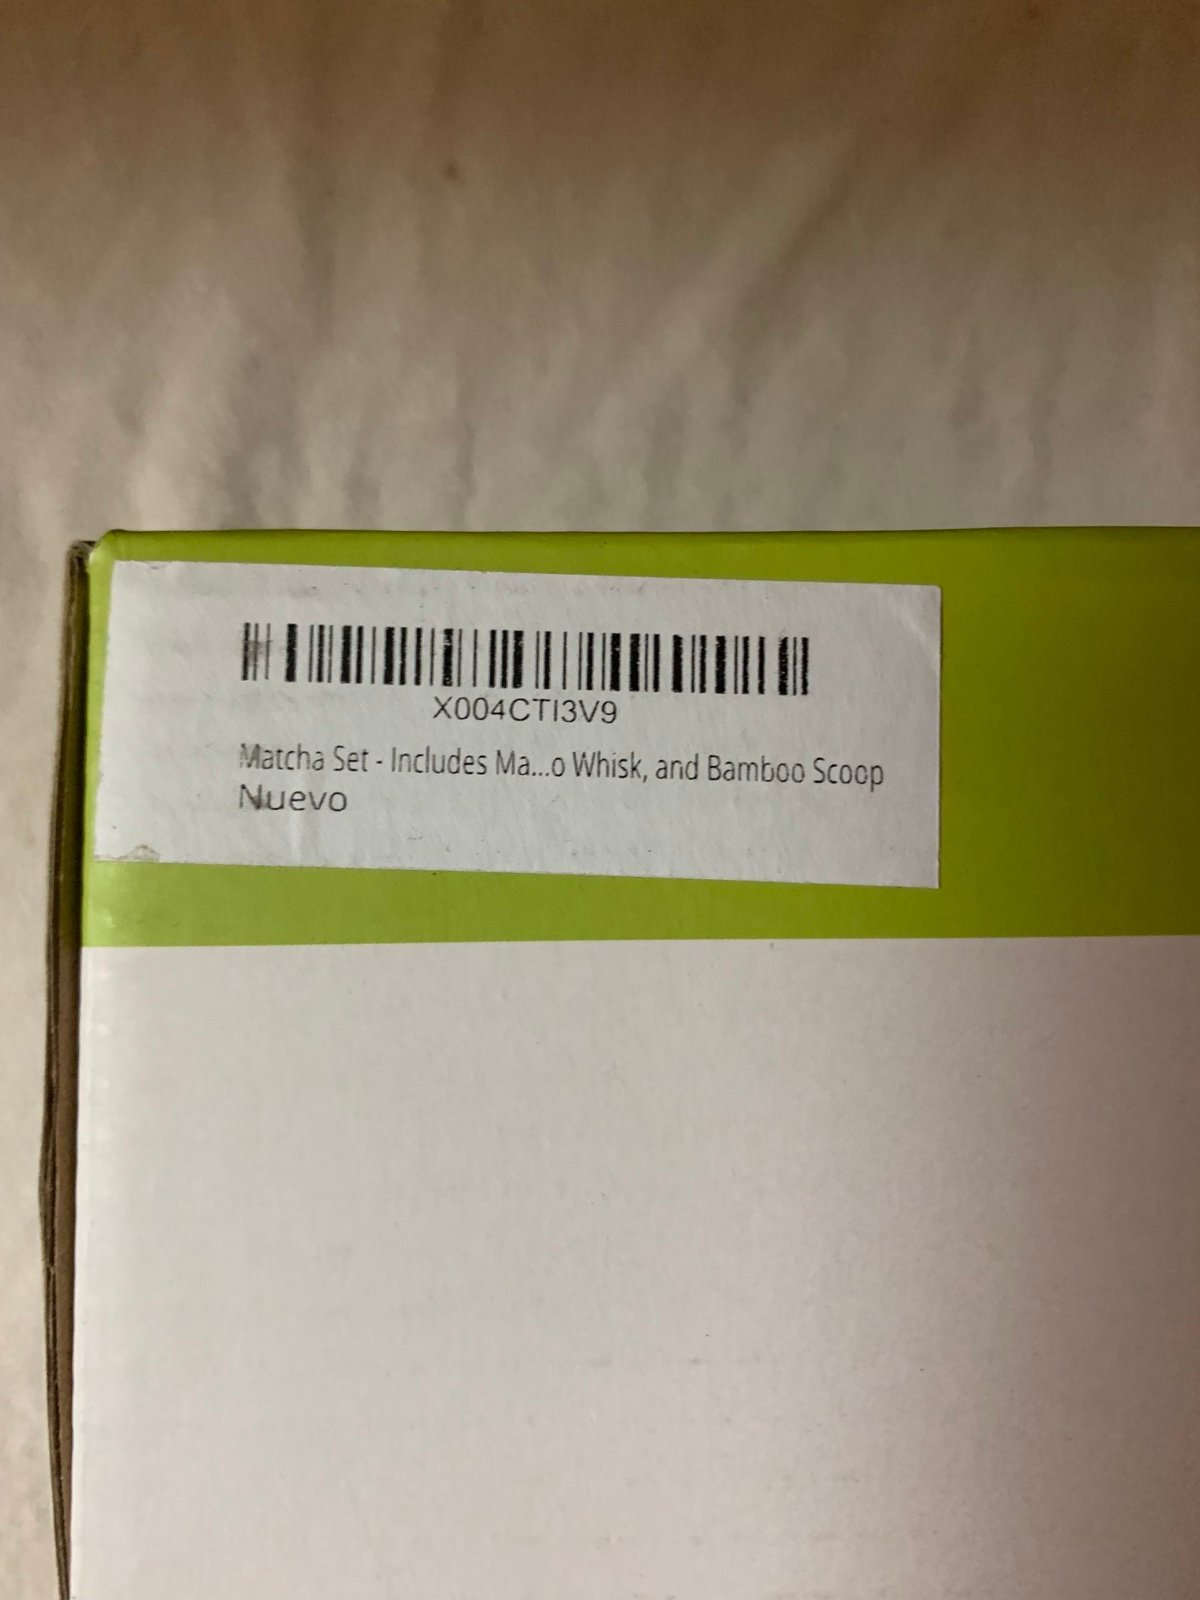 X004CTI3V9
Matcha Set - Includes Ma...o Whisk, and Bamboo Scoop
Nuevo